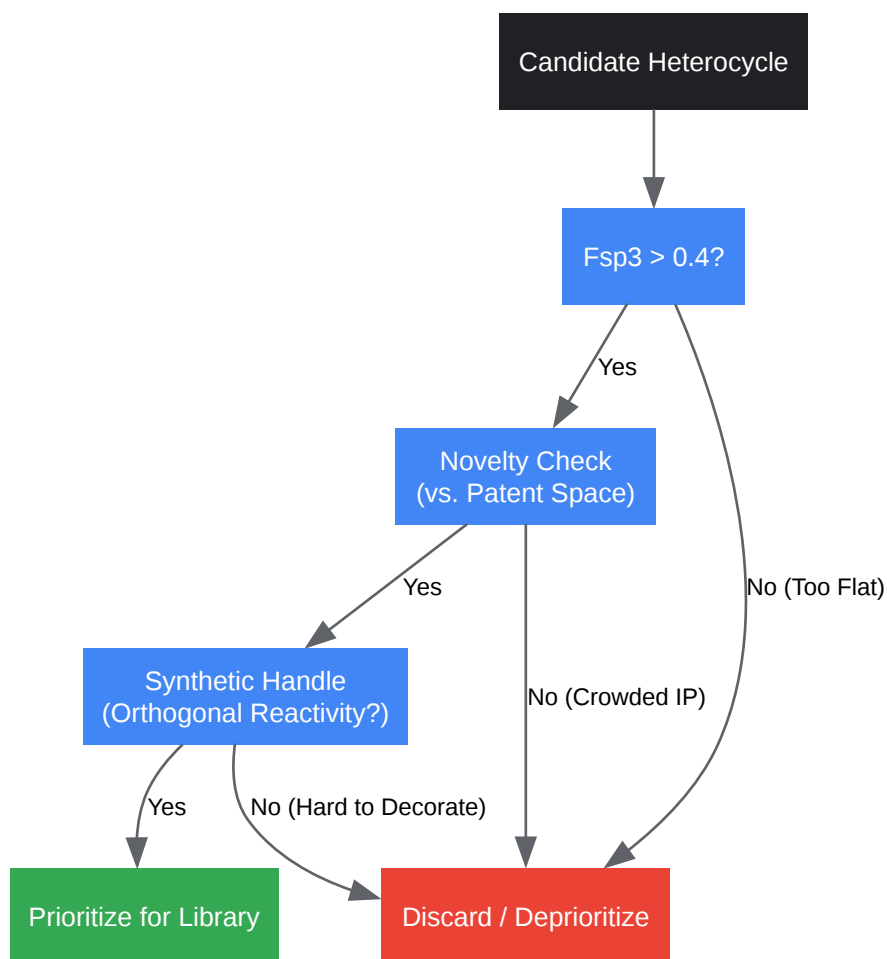 Candidate Heterocycle
Fsp3 > 0.4?
Yes
Novelty Check
(vs. Patent Space)
Yes
No (Too Flat)
Synthetic Handle
(Orthogonal Reactivity?)
No (Crowded IP)
Yes
No (Hard to Decorate)
Prioritize for Library
Discard / Deprioritize